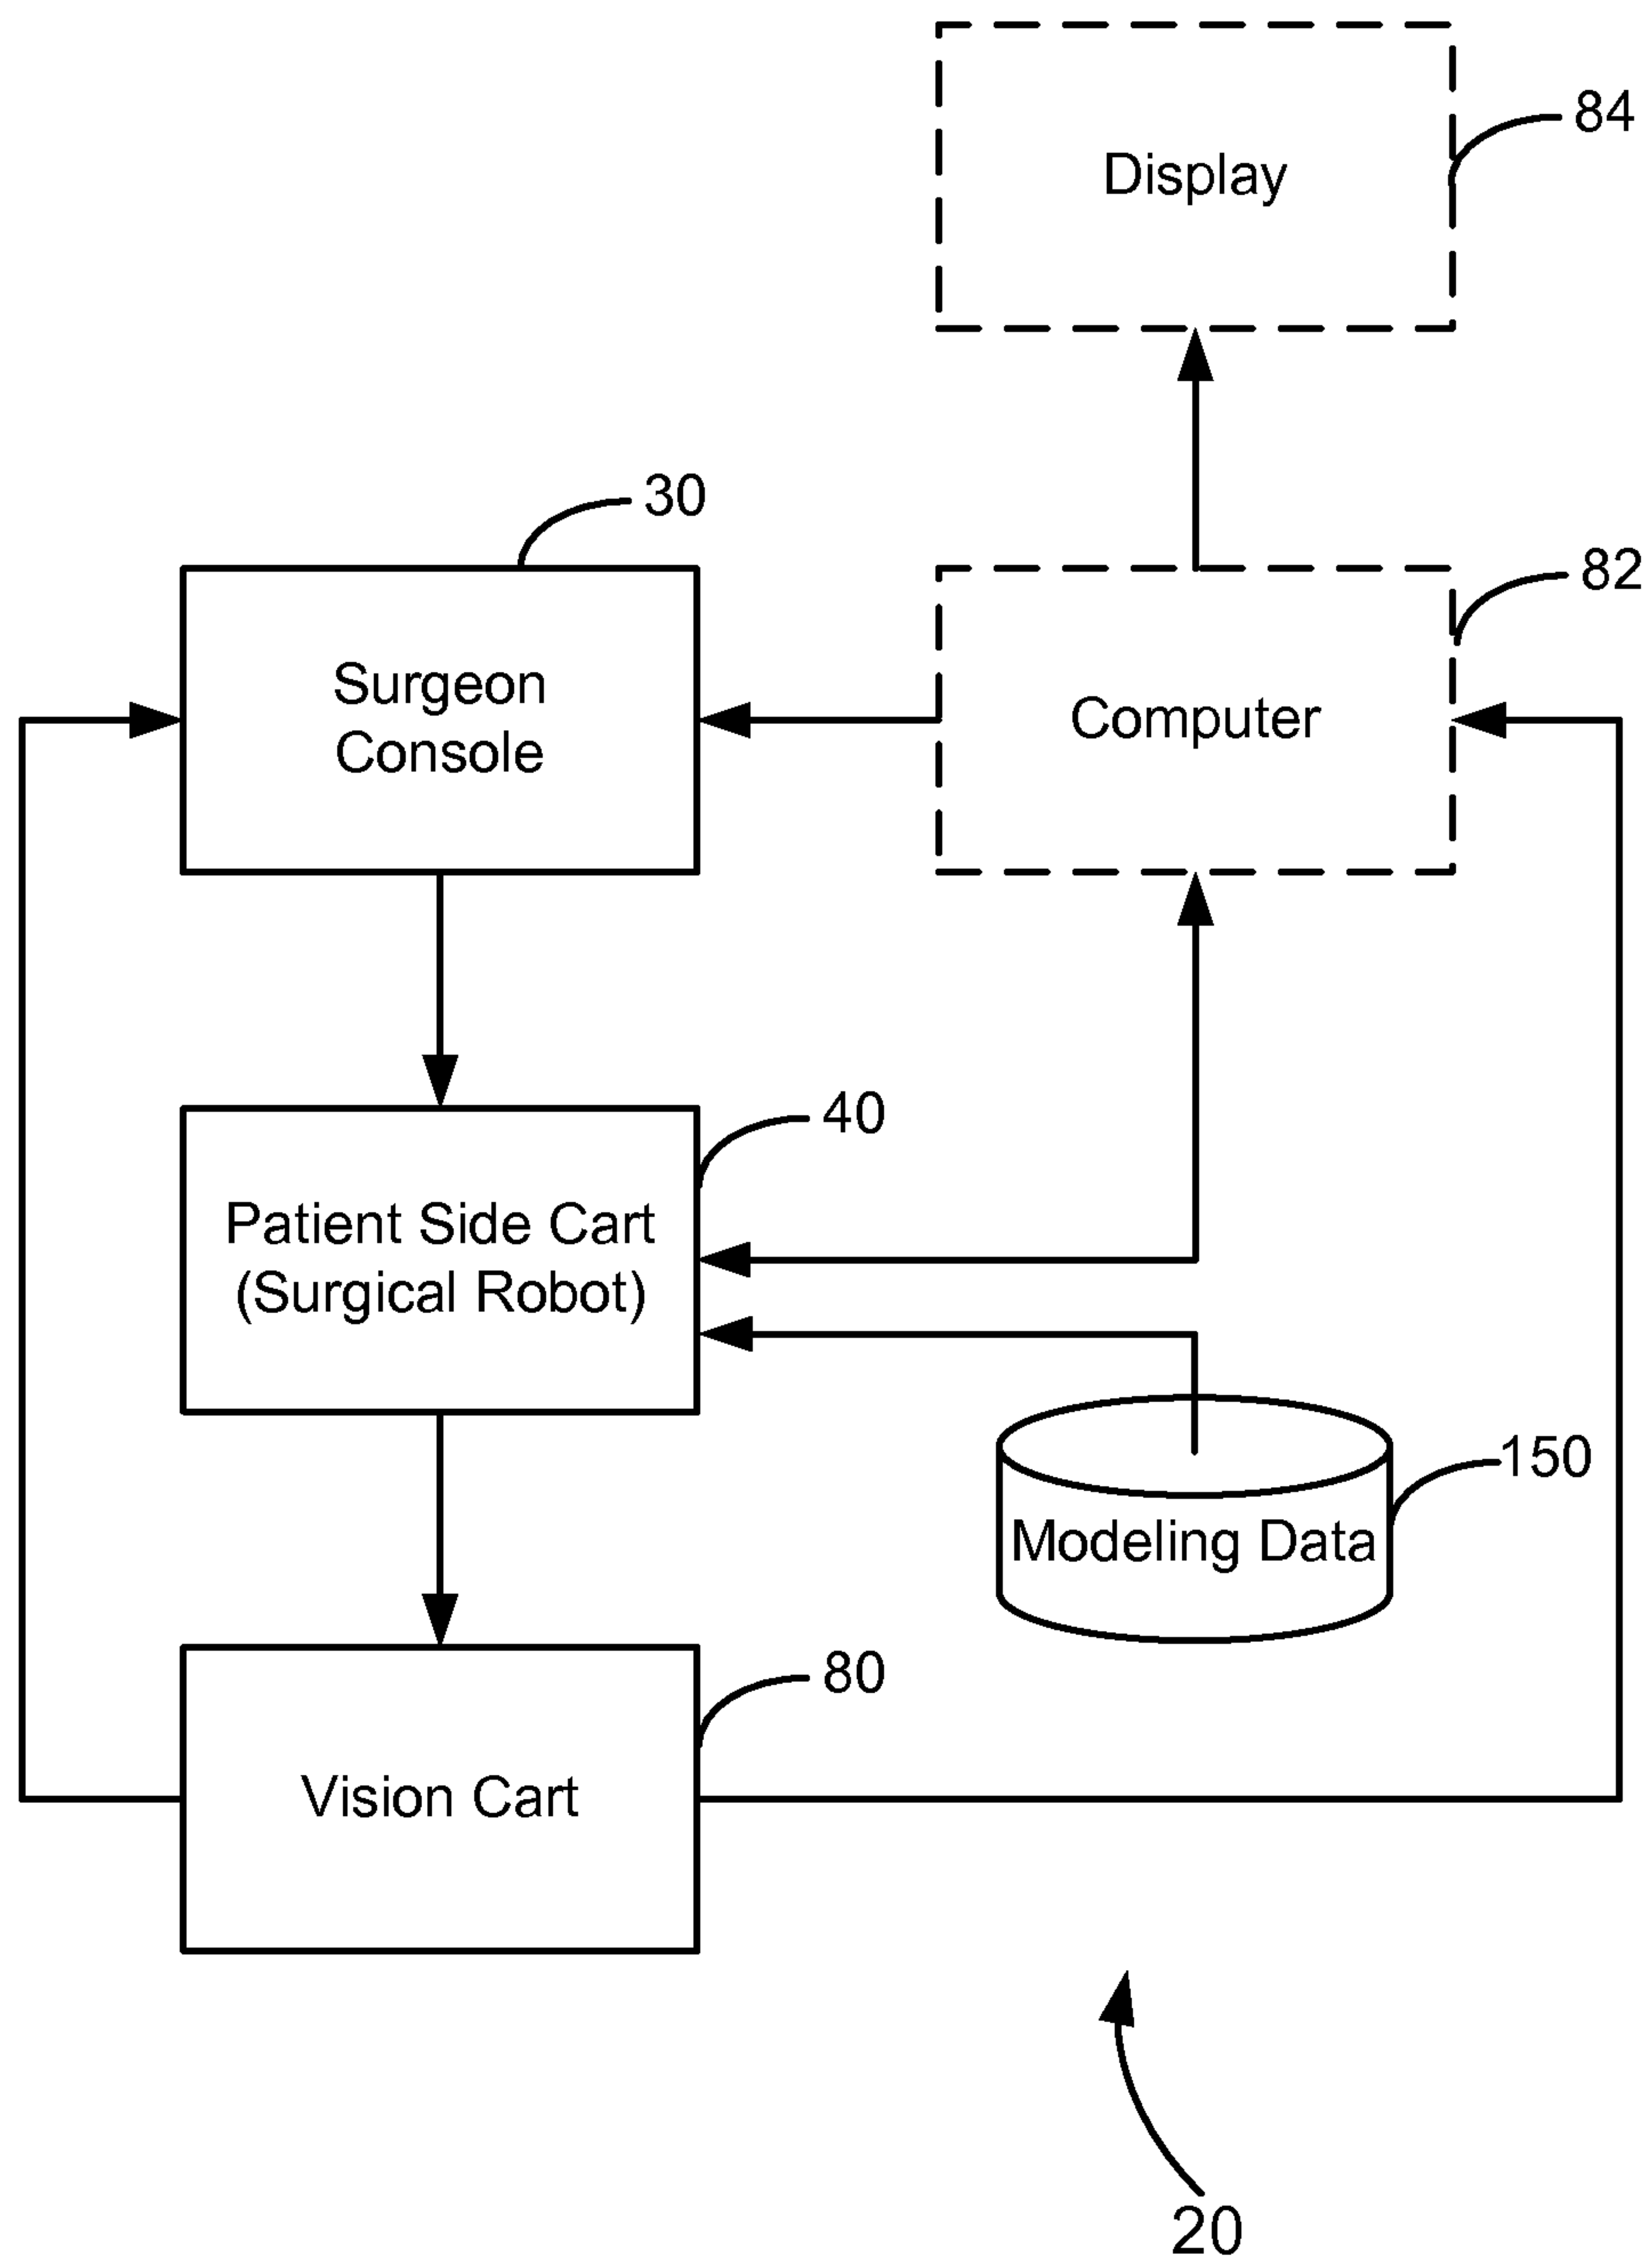 84
Display
30
82
Surgeon
Console
Computer
40
Patient Side Cart
(Surgical Robot)
150
Modeling Data
80
Vision Cart
20